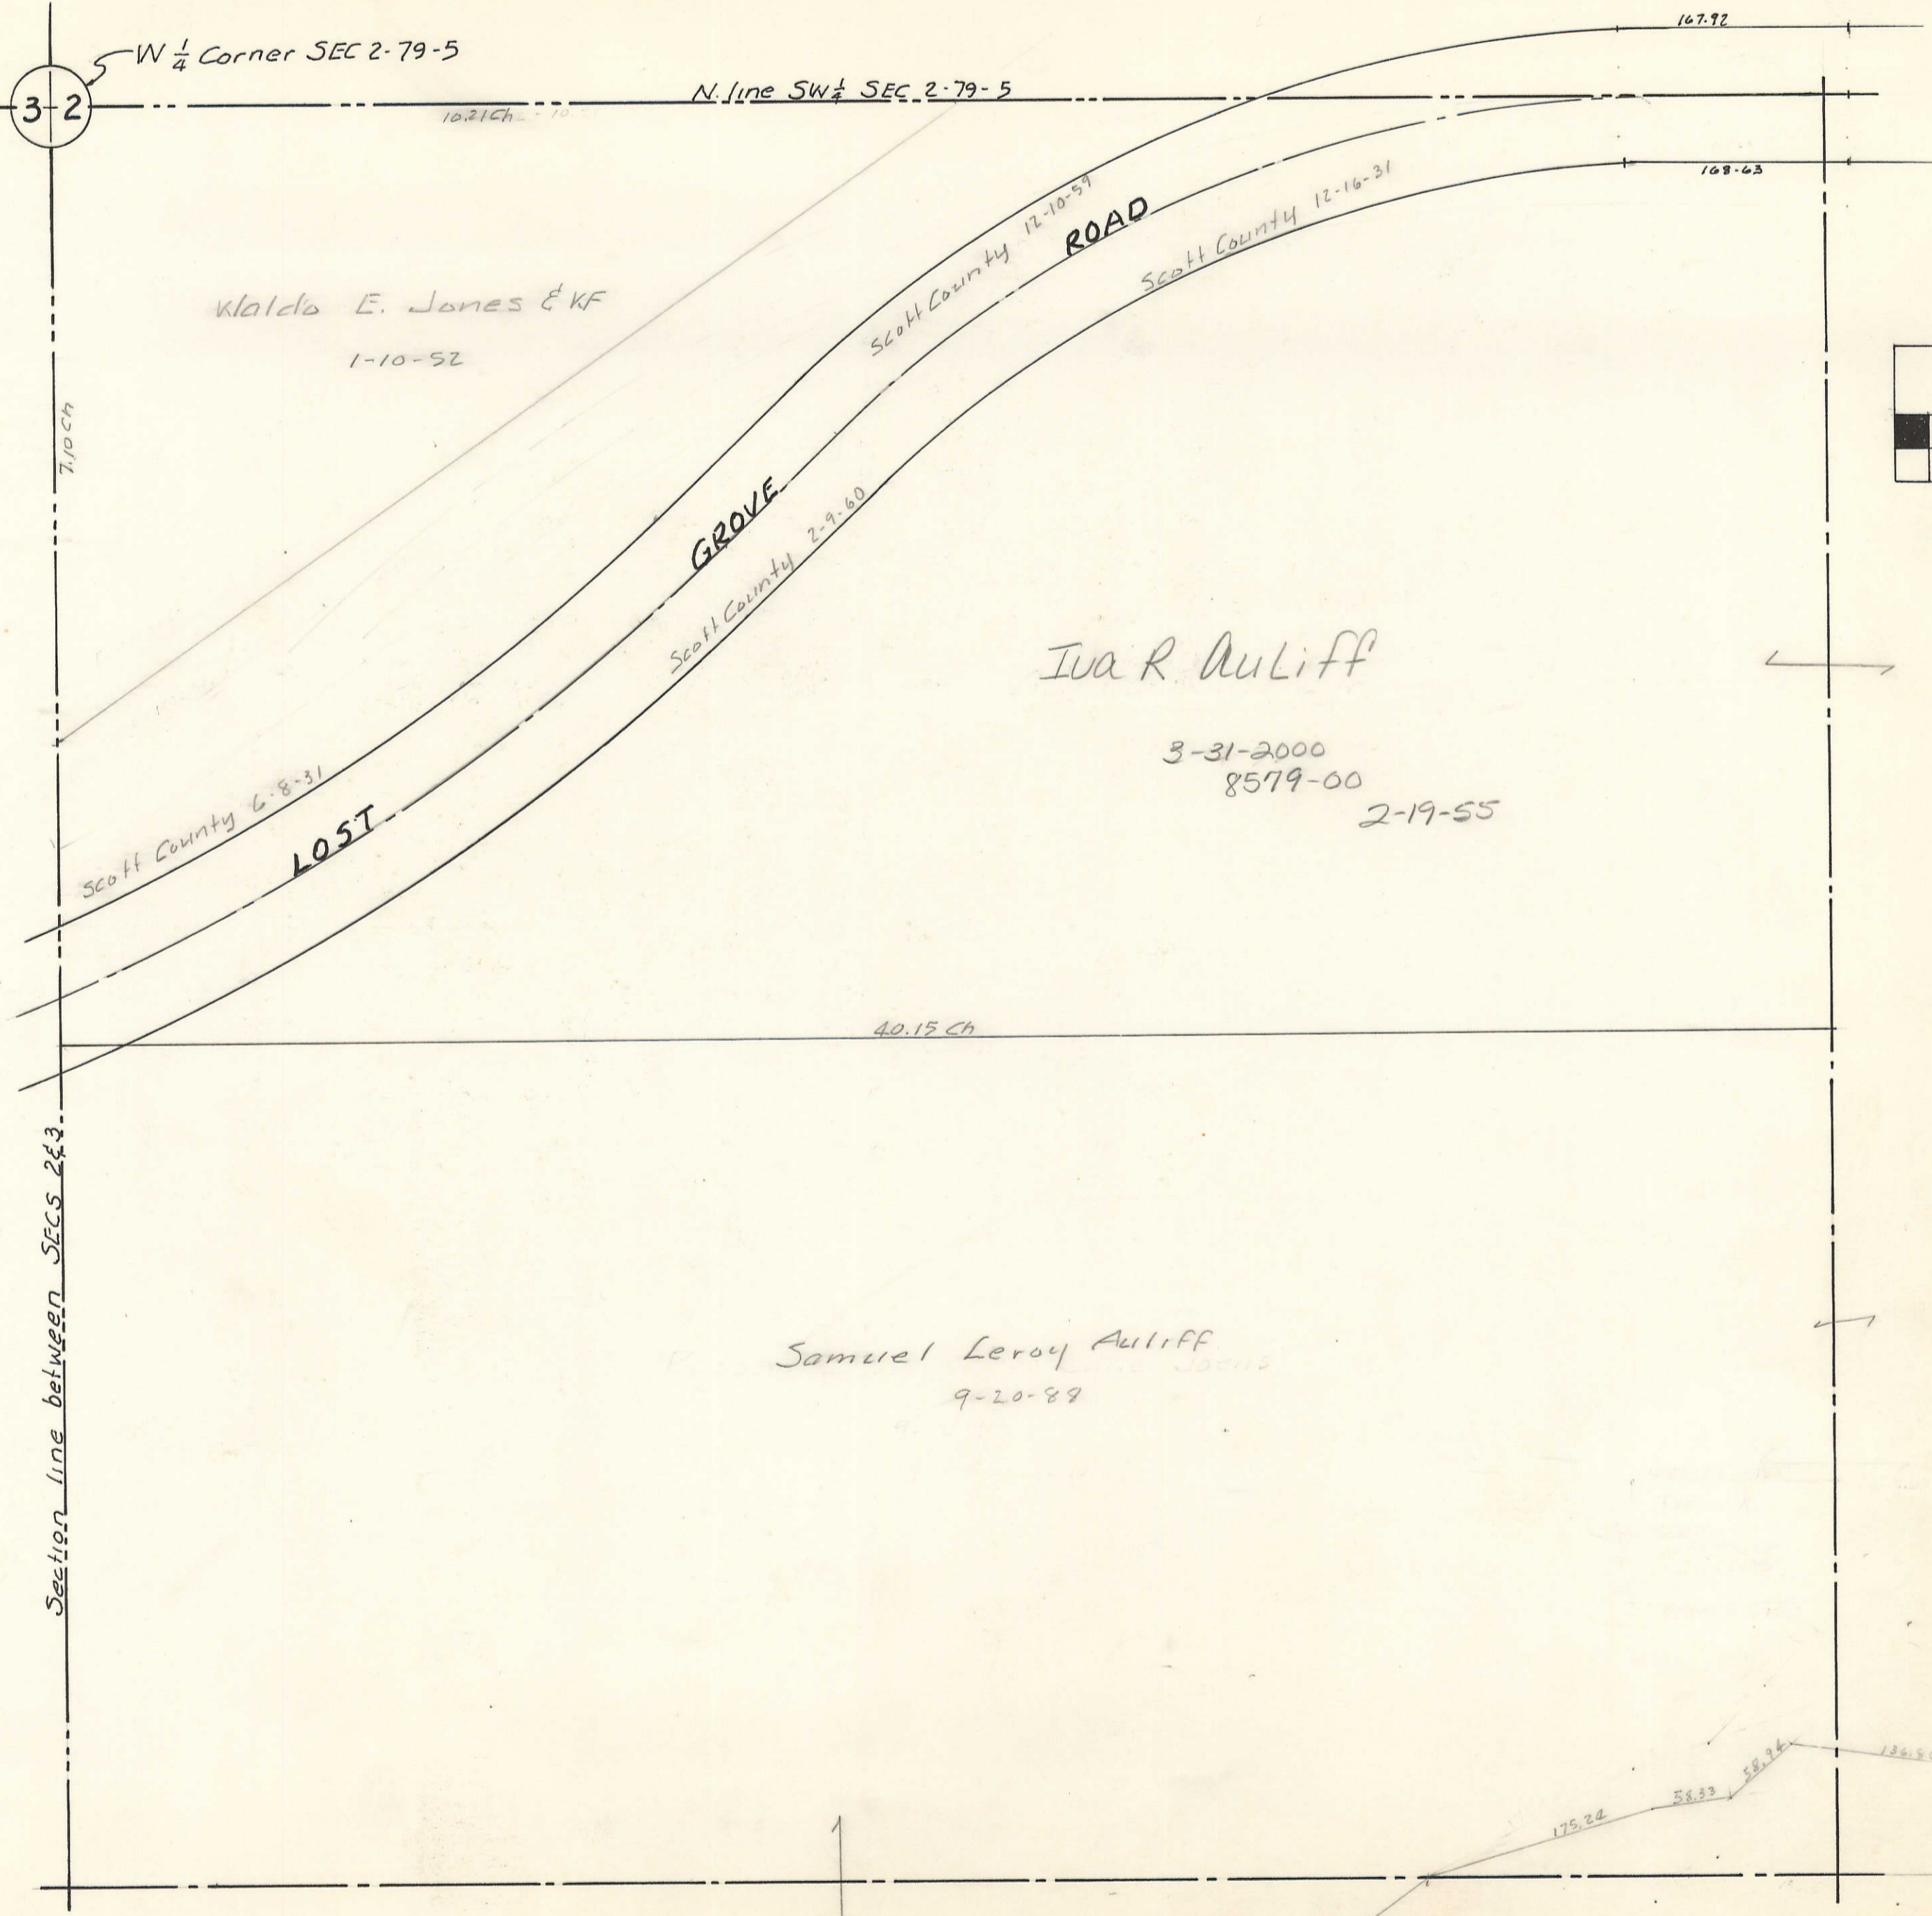 167.92
W 1/4 Corner SEC 2-79-5
3 2
N. line SW 1/4 SEC 2-79-5
10.21 Ch
168.63
Scott County 12-10-59
ROAD
Scott County 12-16-31
Waldo E. Jones & WF
1-10-52
7.10 Ch
GROVE
Scott County 2-9-60
Iva R. Auliff
3-31-2000
8579-00
2-19-55
Scott County 6-8-31
LOST
40.15 Ch
Section line between SECS 2&3
Samuel Leroy Auliff
9-20-88
58.94
58.33
175.24